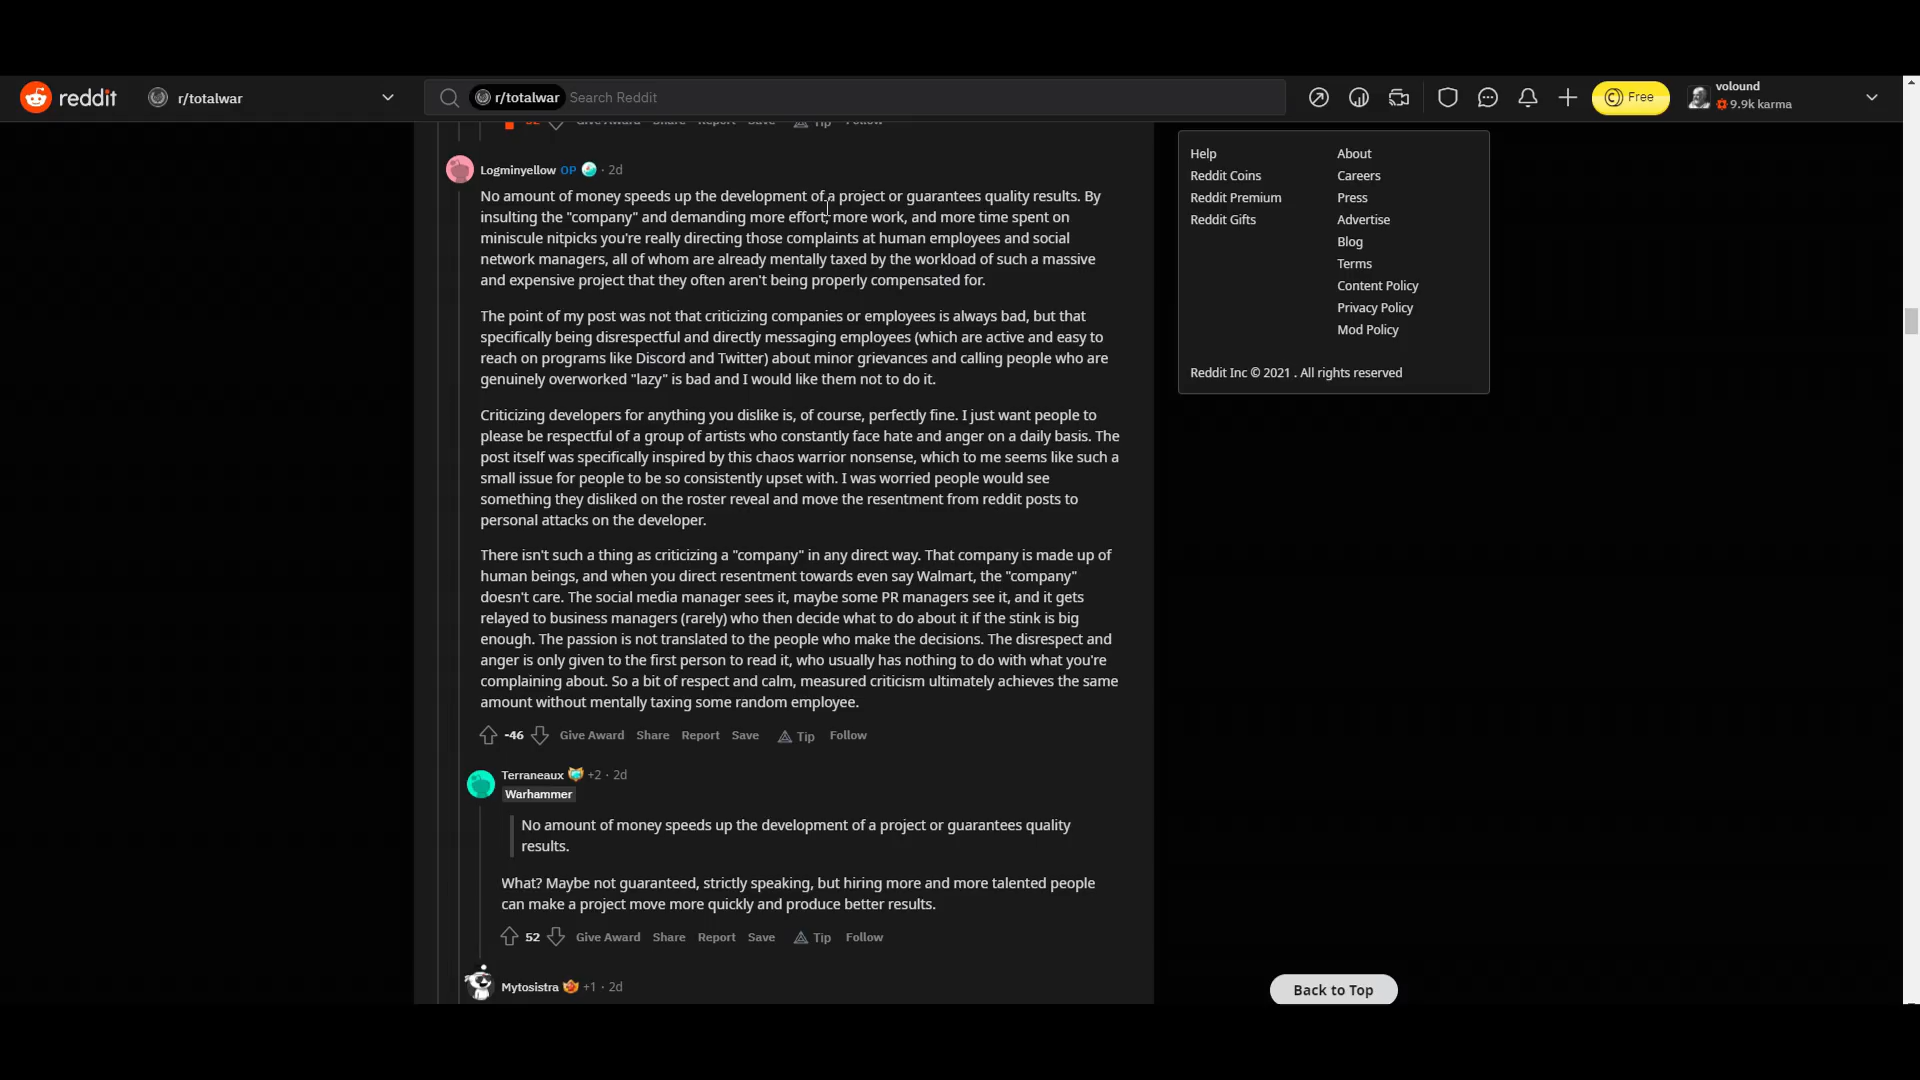 reddit r/totalwar r/totalwar Search Reddit Free volound
9.9k karma
52 Give Award Share Report Save Tip Follow
Logminyellow OP · 2d
No amount of money speeds up the development of a project or guarantees quality results. By
insulting the "company" and demanding more effort, more work, and more time spent on
miniscule nitpicks you're really directing those complaints at human employees and social
network managers, all of whom are already mentally taxed by the workload of such a massive
and expensive project that they often aren't being properly compensated for.
The point of my post was not that criticizing companies or employees is always bad, but that
specifically being disrespectful and directly messaging employees (which are active and easy to
reach on programs like Discord and Twitter) about minor grievances and calling people who are
genuinely overworked "lazy" is bad and I would like them not to do it.
Criticizing developers for anything you dislike is, of course, perfectly fine. I just want people to
please be respectful of a group of artists who constantly face hate and anger on a daily basis. The
post itself was specifically inspired by this chaos warrior nonsense, which to me seems like such a
small issue for people to be so consistently upset with. I was worried people would see
something they disliked on the roster reveal and move the resentment from reddit posts to
personal attacks on the developer.
There isn't such a thing as criticizing a "company" in any direct way. That company is made up of
human beings, and when you direct resentment towards even say Walmart, the "company"
doesn't care. The social media manager sees it, maybe some PR managers see it, and it gets
relayed to business managers (rarely) who then decide what to do about it if the stink is big
enough. The passion is not translated to the people who make the decisions. The disrespect and
anger is only given to the first person to read it, who usually has nothing to do with what you're
complaining about. So a bit of respect and calm, measured criticism ultimately achieves the same
amount without mentally taxing some random employee.
-46 Give Award Share Report Save Tip Follow
Terraneaux +2 · 2d
Warhammer
No amount of money speeds up the development of a project or guarantees quality
results.
What? Maybe not guaranteed, strictly speaking, but hiring more and more talented people
can make a project move more quickly and produce better results.
52 Give Award Share Report Save Tip Follow
Mytosistra +1 · 2d
Help About
Reddit Coins Careers
Reddit Premium Press
Reddit Gifts Advertise
Blog
Terms
Content Policy
Privacy Policy
Mod Policy
Reddit Inc © 2021 . All rights reserved
Back to Top